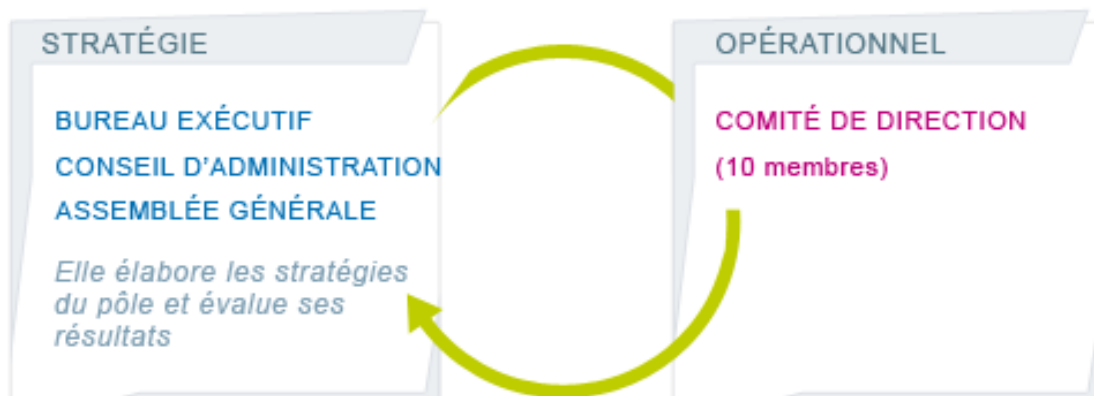 STRATÉGIE
BUREAU EXÉCUTIF
CONSEIL D'ADMINISTRATION
ASSEMBLÉE GÉNÉRALE
Elle élabore les stratégies
du pôle et évalue ses
résultats
OPÉRATIONNEL
COMITÉ DE DIRECTION
(10 membres)